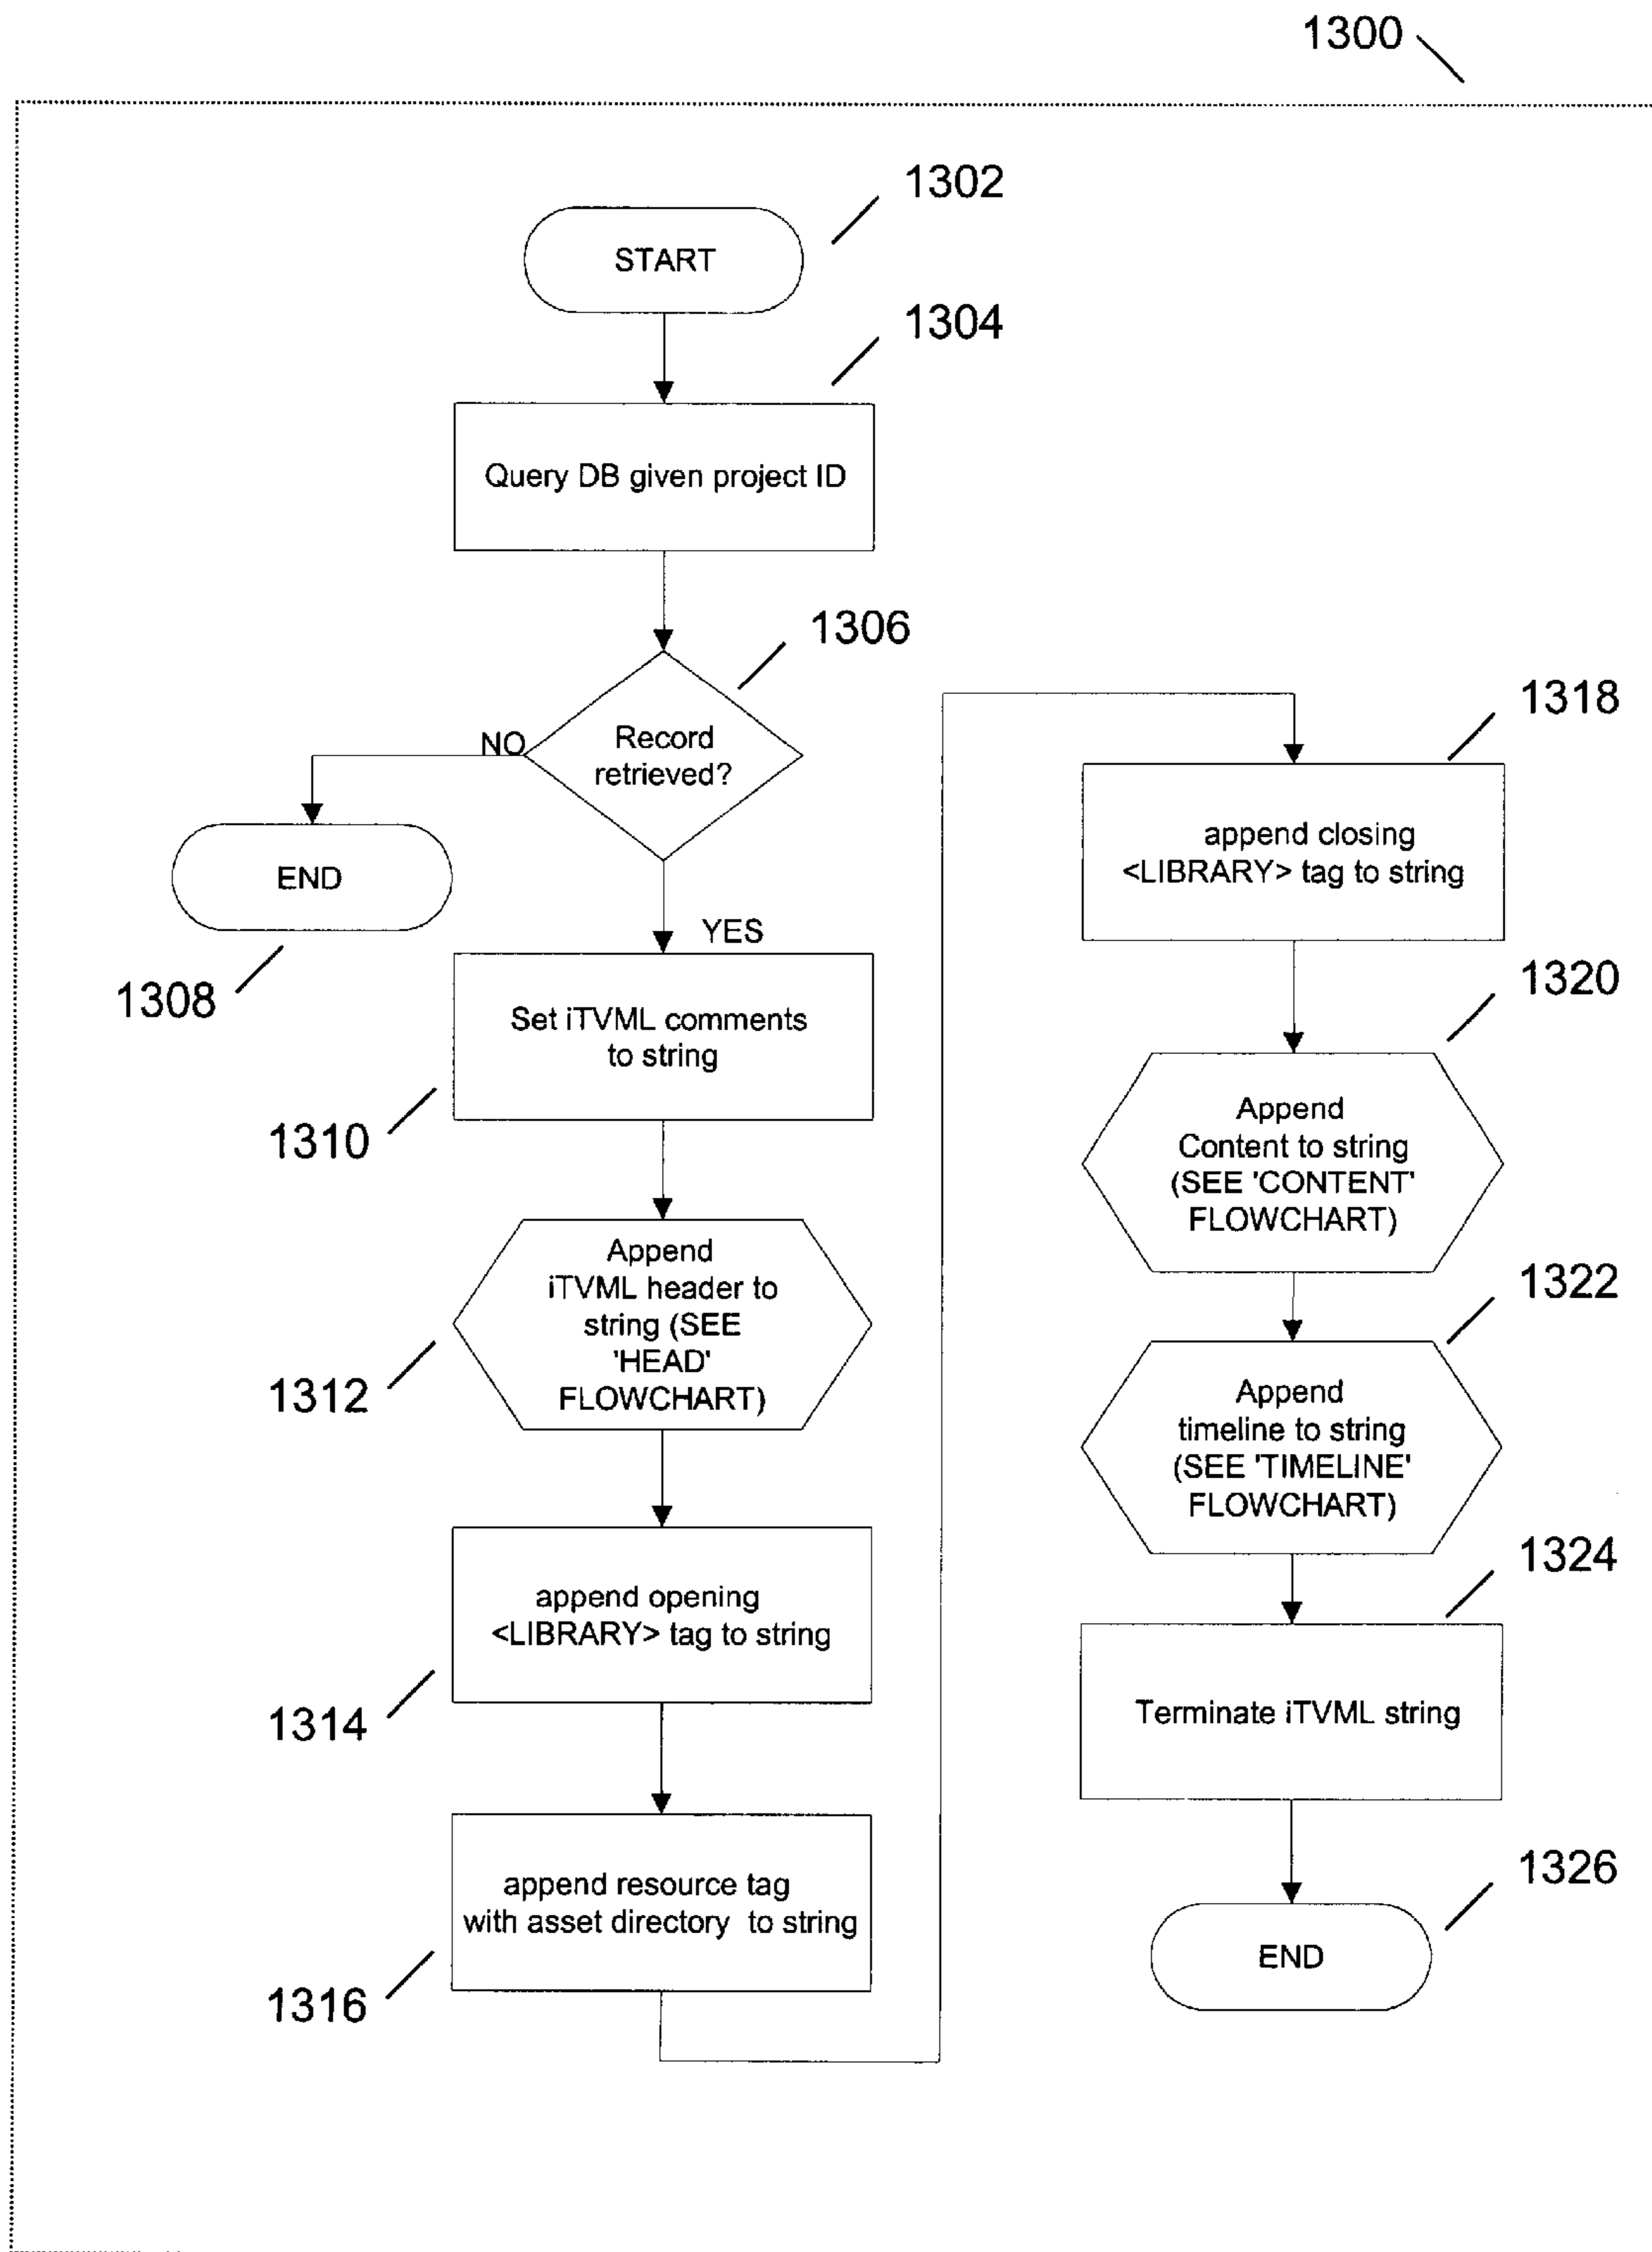 1300
1302
START
1304
Query DB given project ID
1306
Record
retrieved?
NO
END
1308
YES
Set iTVML comments
to string
1310
Append
iTVML header to
string (SEE
'HEAD'
FLOWCHART)
1312
append opening
<LIBRARY> tag to string
1314
append resource tag
with asset directory to string
1316
1318
append closing
<LIBRARY> tag to string
1320
Append
Content to string
(SEE 'CONTENT'
FLOWCHART)
1322
Append
timeline to string
(SEE 'TIMELINE'
FLOWCHART)
1324
Terminate iTVML string
1326
END